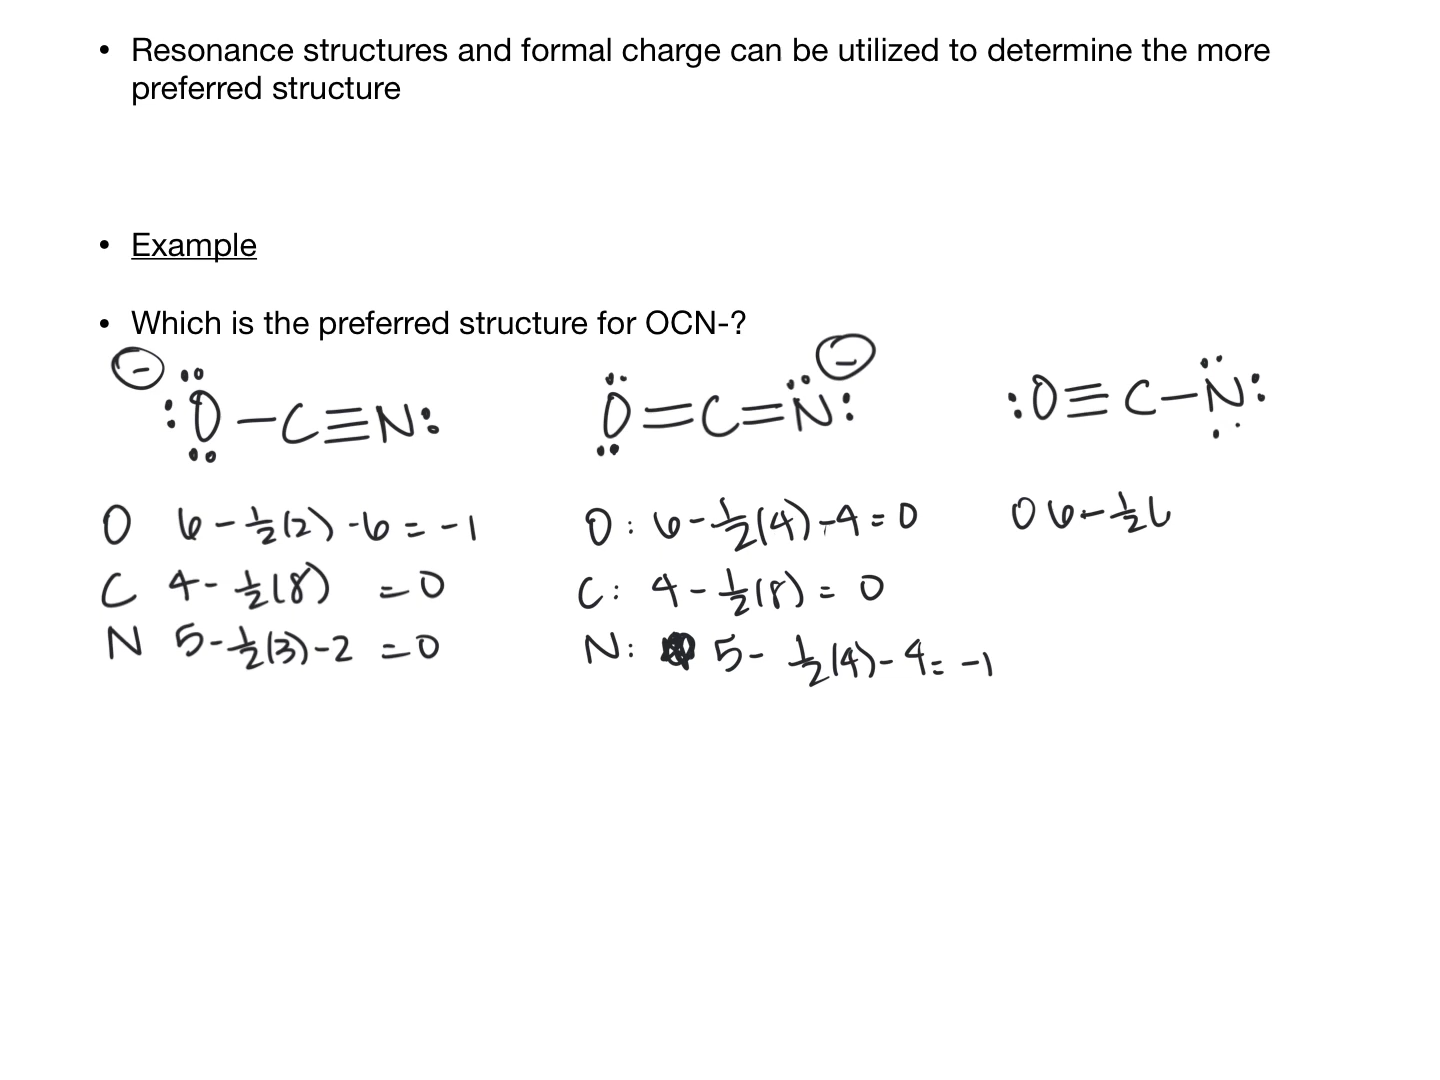 • Resonance structures and formal charge can be utilized to determine the more
preferred structure
• Example
• Which is the preferred structure for OCN-?
:O-C≡N: O=C=N: :O≡C-N:
O 6-½(2)-6=-1 O: 6-½(4)-4=0 O 6-½6
C 4-½(8) =0 C: 4-½(8)=0
N 5-½(3)-2 =0 N: 5-½(4)-4=-1